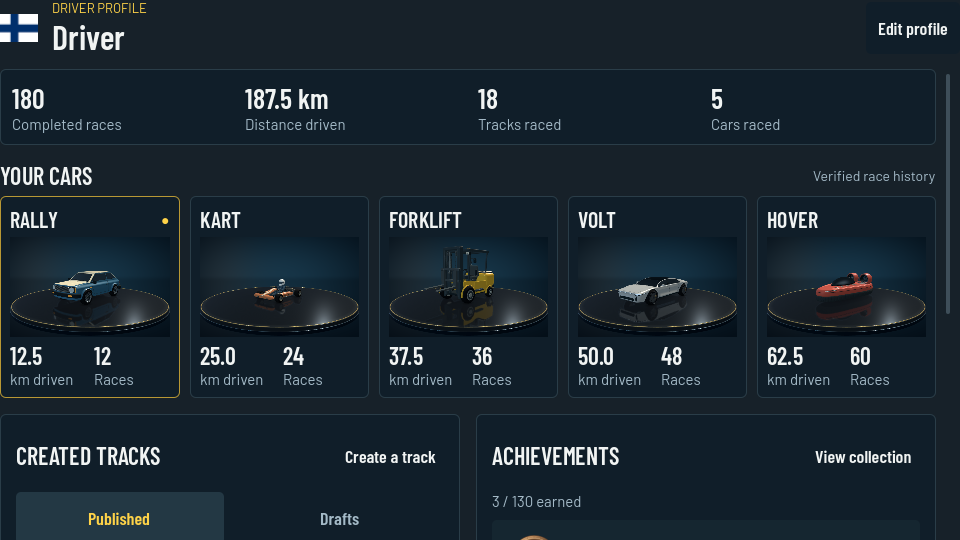 DRIVER PROFILE
Driver
Edit profile
180
Completed races
187.5 km
Distance driven
18
Tracks raced
5
Cars raced
YOUR CARS
Verified race history
RALLY
12.5
km driven
12
Races
KART
25.0
km driven
24
Races
FORKLIFT
37.5
km driven
36
Races
VOLT
50.0
km driven
48
Races
HOVER
62.5
km driven
60
Races
CREATED TRACKS
Create a track
Published
Drafts
ACHIEVEMENTS
View collection
3 / 130 earned